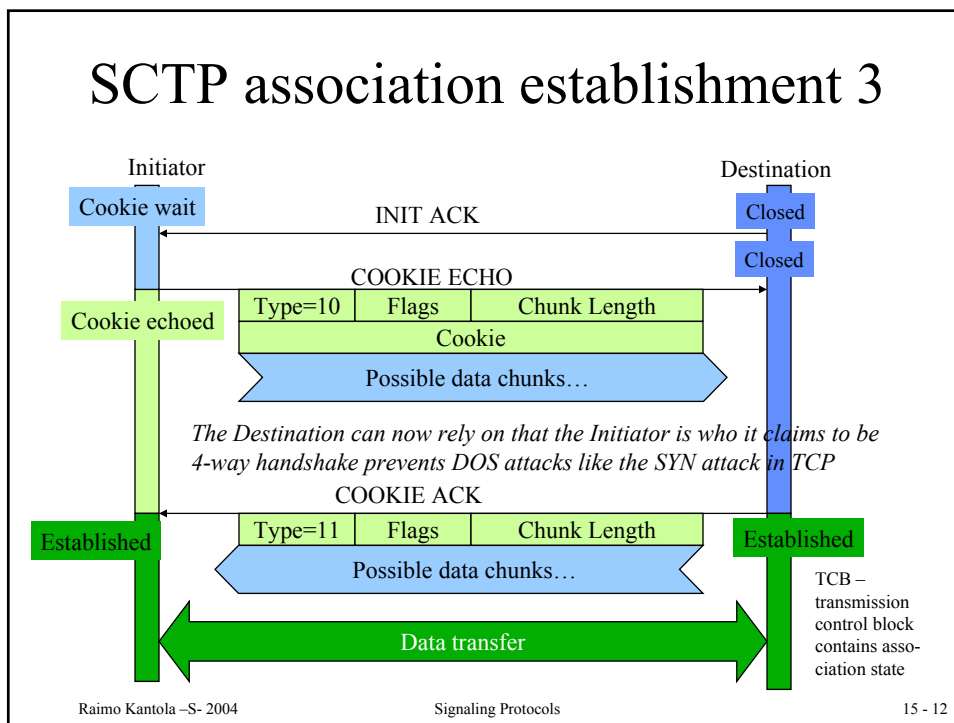 SCTP association establishment 3
Initiator
Destination
Cookie wait
INIT ACK
Closed
Closed
COOKIE ECHO
Type=10 Flags Chunk Length
Cookie echoed
Cookie
Possible data chunks…
The Destination can now rely on that the Initiator is who it claims to be
4-way handshake prevents DOS attacks like the SYN attack in TCP
COOKIE ACK
Type=11 Flags Chunk Length
Established
Established
Possible data chunks…
TCB –
transmission
control block
contains asso-
ciation state
Data transfer
Raimo Kantola –S- 2004 Signaling Protocols 15 - 12